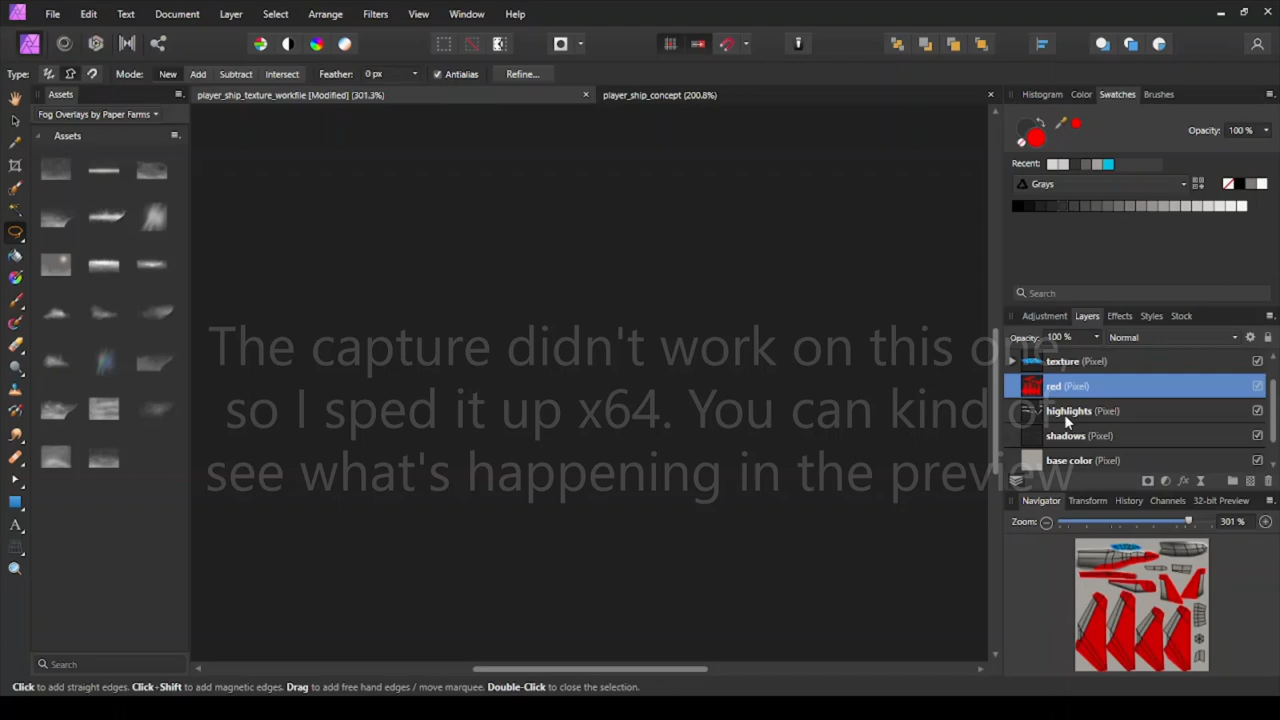 File Edit Text Document Layer Select Arrange Filters View Window Help
Type: Mode: New Add Subtract Intersect Feather: 0 px Antialias Refine...
Assets player_ship_texture_workfile [Modified] (301.3%) player_ship_concept (200.8%) Histogram Color Swatches Brushes
Fog Overlays by Paper Farms
Assets
Opacity: 100 %
Recent:
Grays
Search
Adjustment Layers Effects Styles Stock
Opacity: 100 % Normal
texture (Pixel)
red (Pixel)
highlights (Pixel)
shadows (Pixel)
base color (Pixel)
The capture didn't work on this one,
so I sped it up x64. You can kind of
see what's happening in the preview
Navigator Transform History Channels 32-bit Preview
Zoom: 301 %
Search
Click to add straight edges. Click+Shift to add magnetic edges. Drag to add free hand edges / move marquee. Double-Click to close the selection.